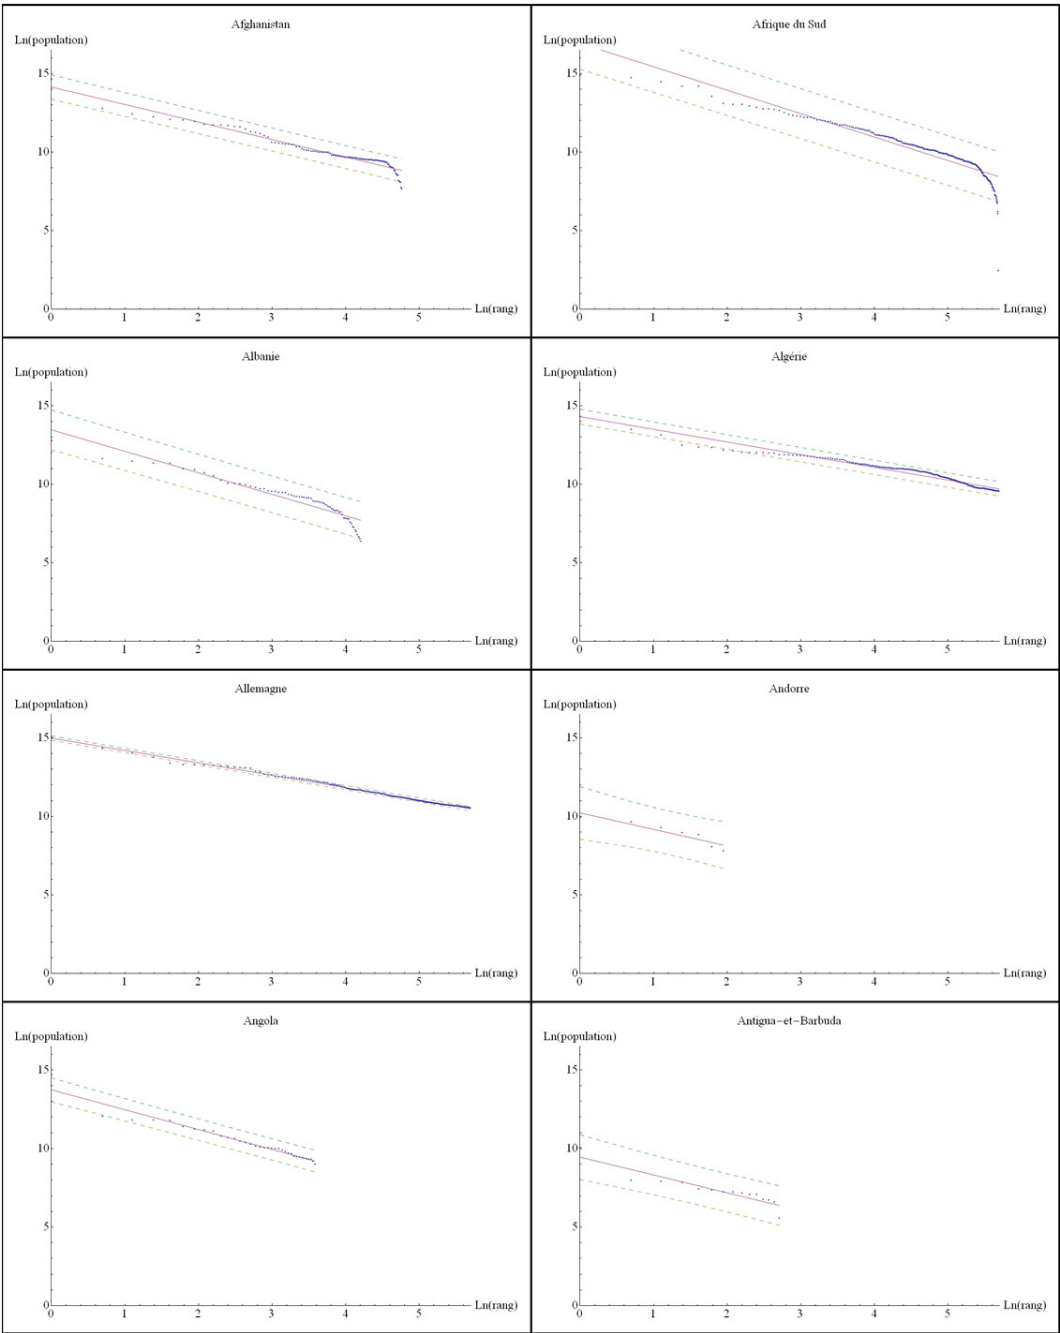 Afghanistan
Ln(population)
15
10
5
0
0 1 2 3 4 5 Ln(rang)
Afrique du Sud
Ln(population)
15
10
5
0
0 1 2 3 4 5 Ln(rang)
Albanie
Ln(population)
15
10
5
0
0 1 2 3 4 5 Ln(rang)
Algérie
Ln(population)
15
10
5
0
0 1 2 3 4 5 Ln(rang)
Allemagne
Ln(population)
15
10
5
0
0 1 2 3 4 5 Ln(rang)
Andorre
Ln(population)
15
10
5
0
0 1 2 3 4 5 Ln(rang)
Angola
Ln(population)
15
10
5
0
0 1 2 3 4 5 Ln(rang)
Antigua−et−Barbuda
Ln(population)
15
10
5
0
0 1 2 3 4 5 Ln(rang)